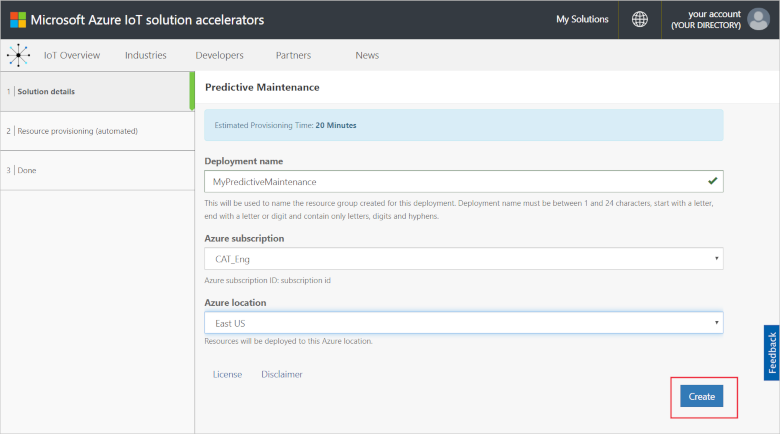 Microsoft Azure IoT solution accelerators
My Solutions
your account
(YOUR DIRECTORY)
IoT Overview
Industries
Developers
Partners
News
1 Solution details
2 Resource provisioning (automated)
3 Done
Predictive Maintenance
Estimated Provisioning Time: 20 Minutes
Deployment name
MyPredictiveMaintenance
This will be used to name the resource group created for this deployment. Deployment name must be between 1 and 24 characters, start with a letter,
end with a letter or digit and contain only letters, digits and hyphens.
Azure subscription
CAT_Eng
Azure subscription ID: subscription id
Azure location
East US
Resources will be deployed to this Azure location.
License
Disclaimer
Create
Feedback